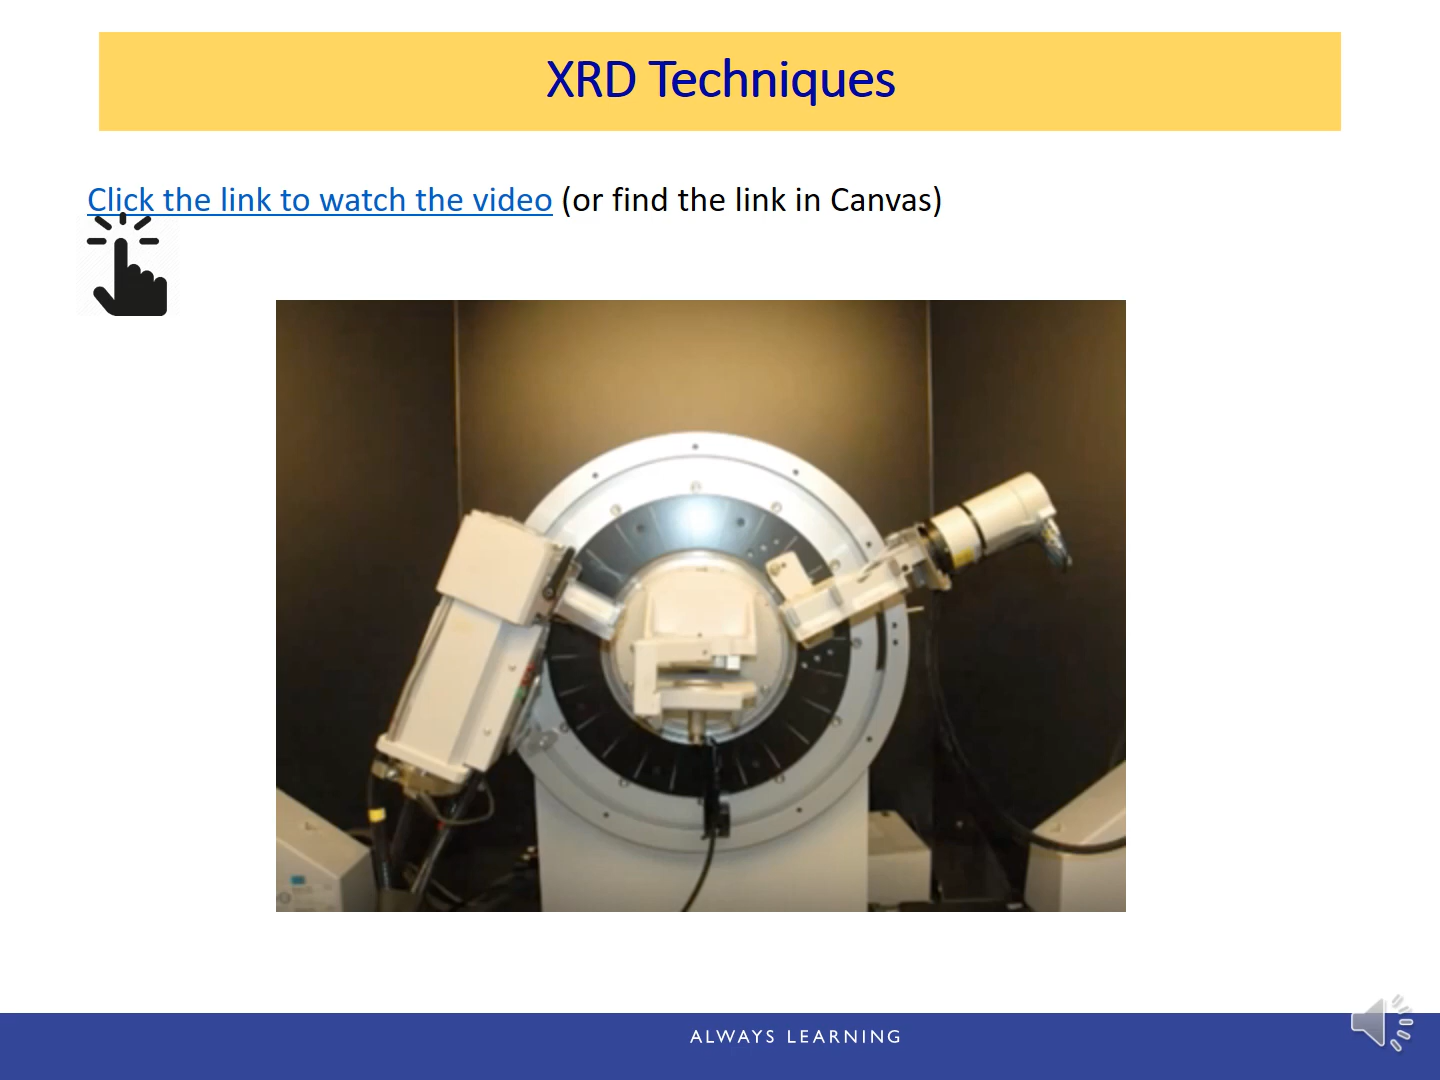 XRD Techniques
Click the link to watch the video (or find the link in Canvas)
ALWAYS LEARNING